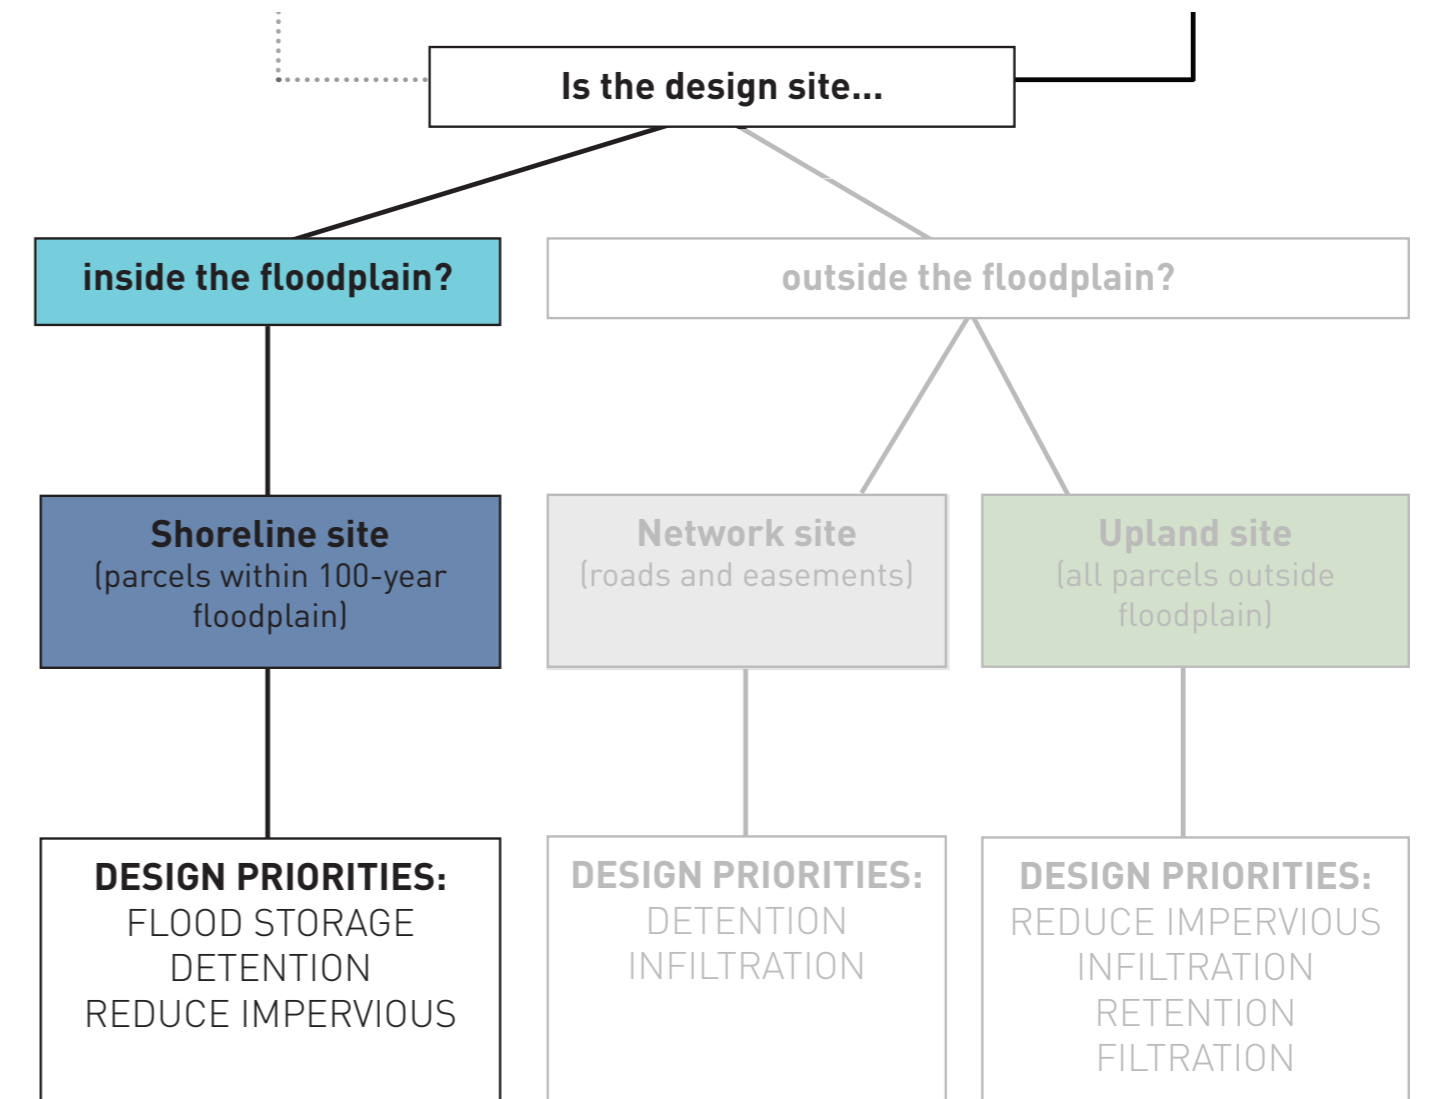 Is the design site...
inside the floodplain?
outside the floodplain?
Shoreline site
(parcels within 100-year
floodplain)
Network site
(roads and easements)
Upland site
(all parcels outside
floodplain)
DESIGN PRIORITIES:
FLOOD STORAGE
DETENTION
REDUCE IMPERVIOUS
DESIGN PRIORITIES:
DETENTION
INFILTRATION
DESIGN PRIORITIES:
REDUCE IMPERVIOUS
INFILTRATION
RETENTION
FILTRATION